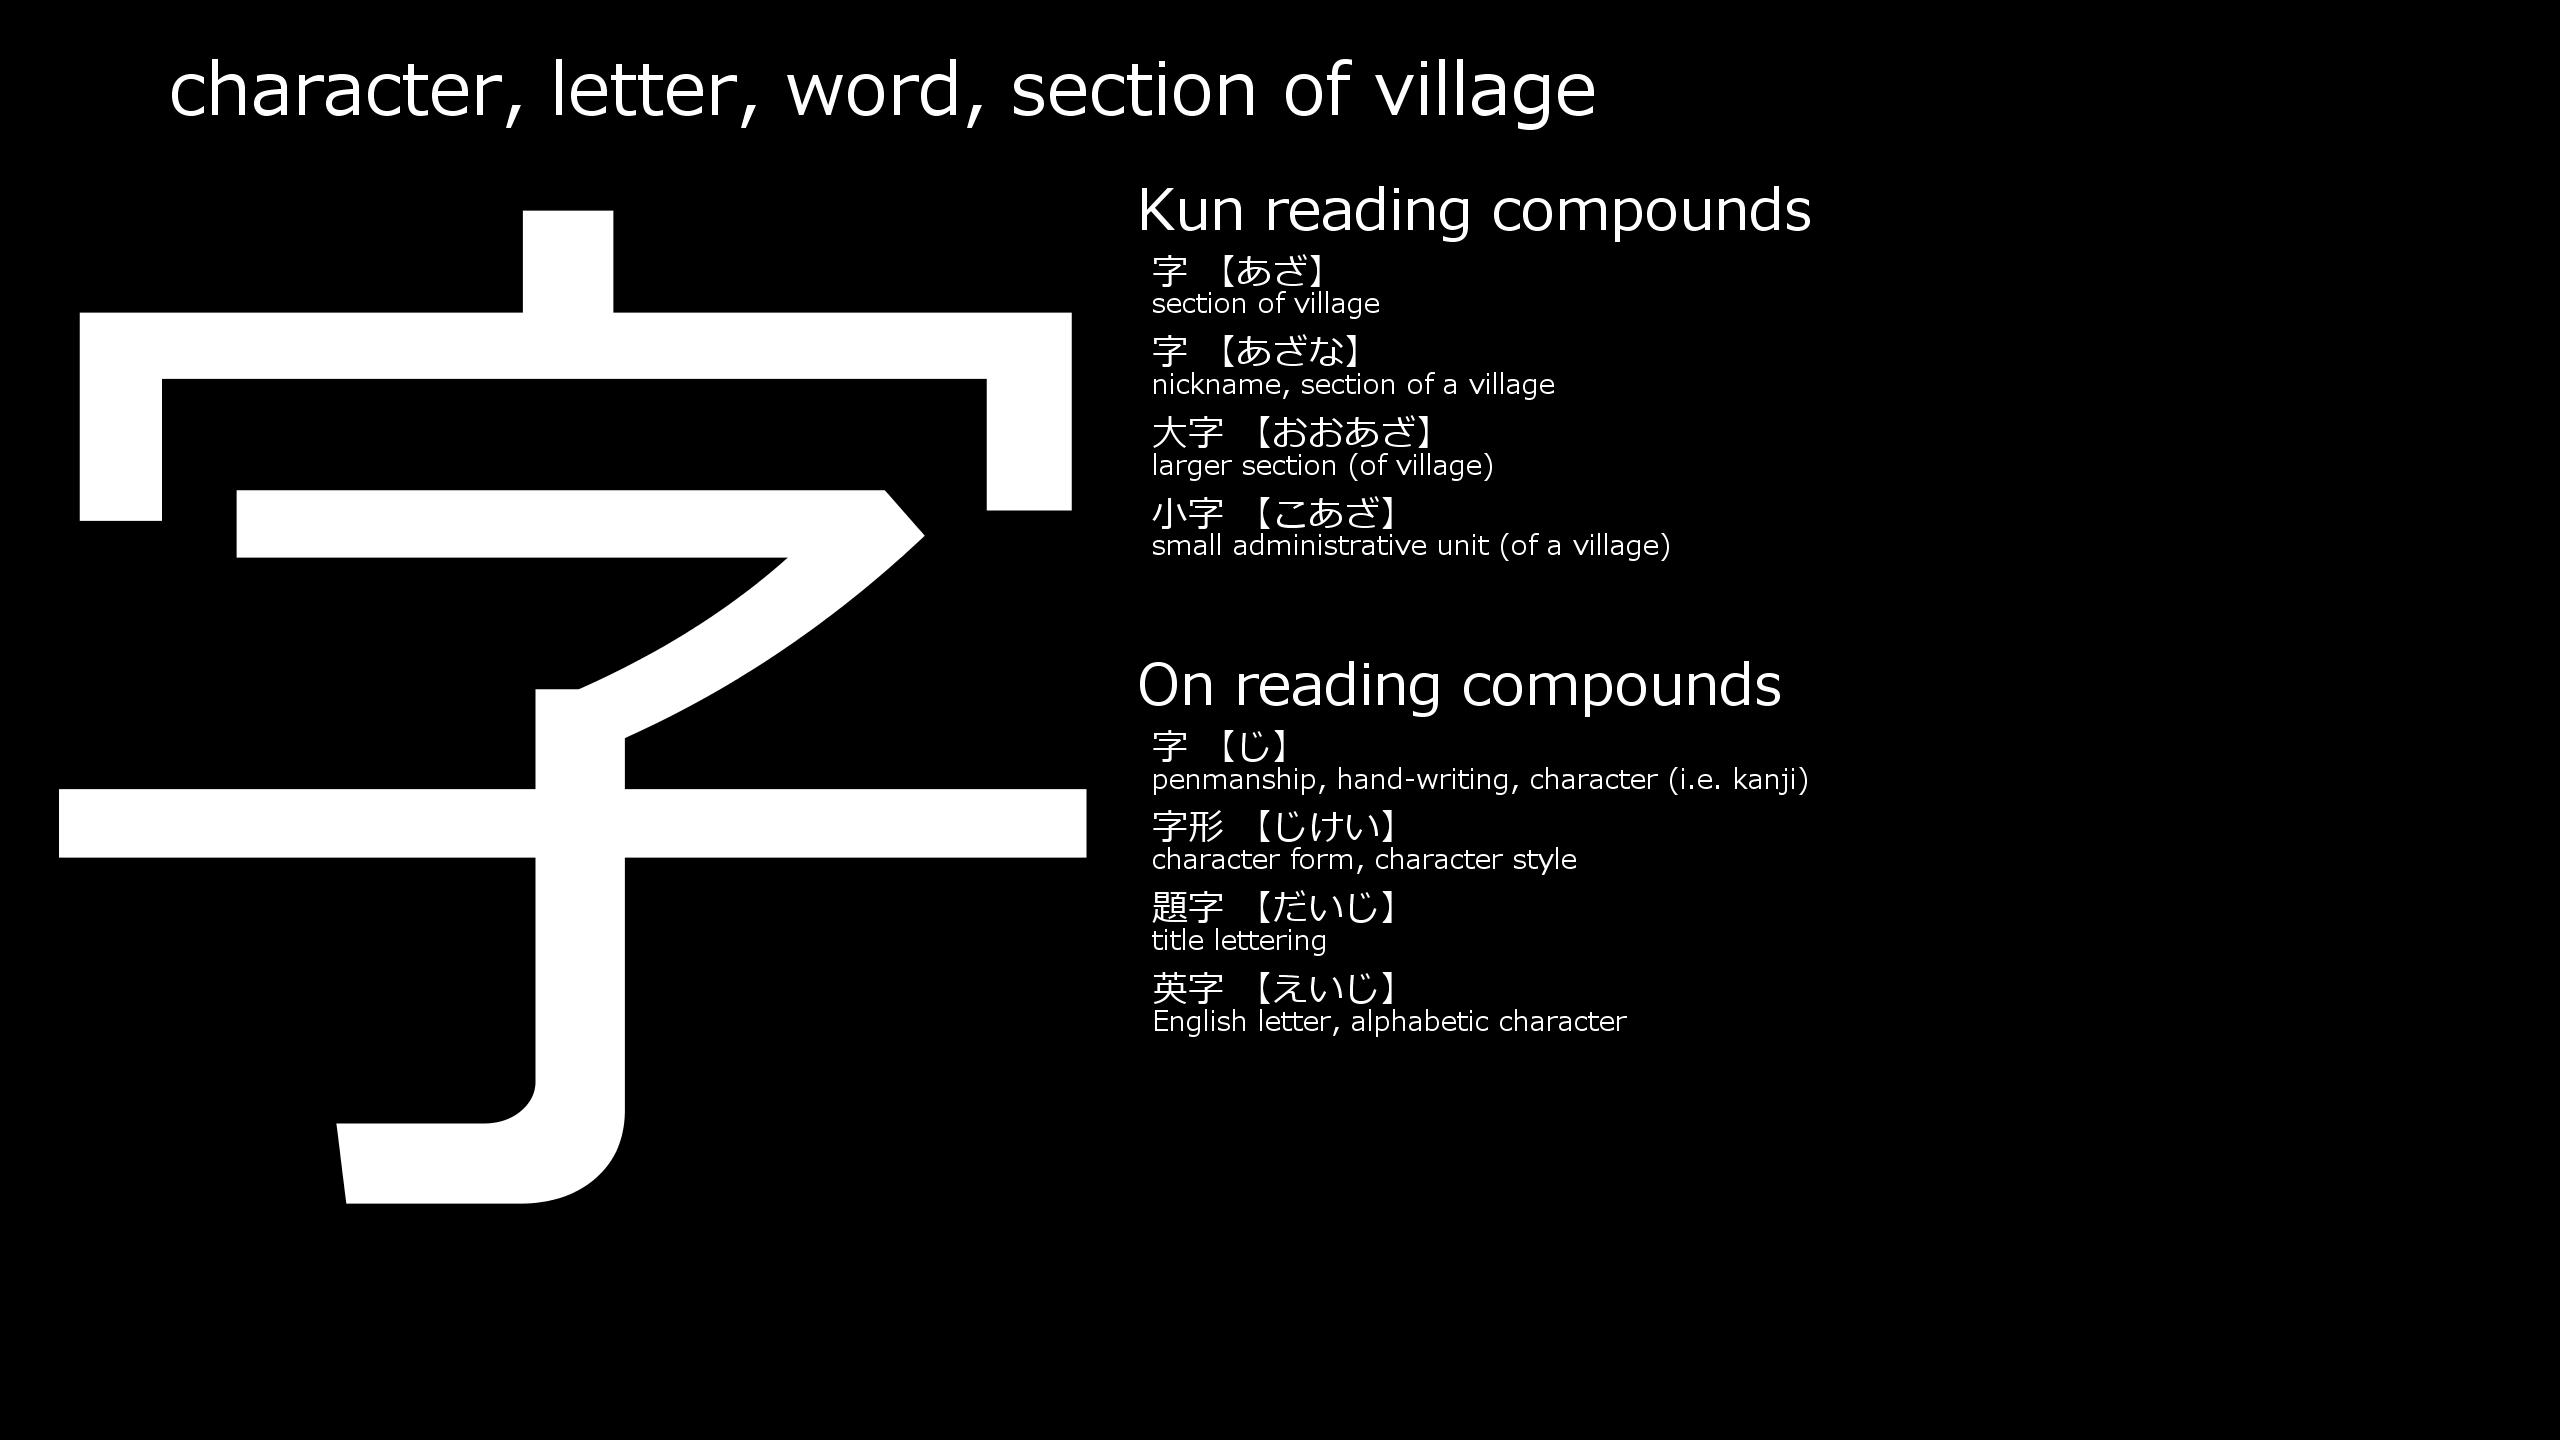 character, letter, word, section of village
字
Kun reading compounds
字 【あざ】
section of village
字 【あざな】
nickname, section of a village
大字 【おおあざ】
larger section (of village)
小字 【こあざ】
small administrative unit (of a village)
On reading compounds
字 【じ】
penmanship, hand-writing, character (i.e. kanji)
字形 【じけい】
character form, character style
題字 【だいじ】
title lettering
英字 【えいじ】
English letter, alphabetic character